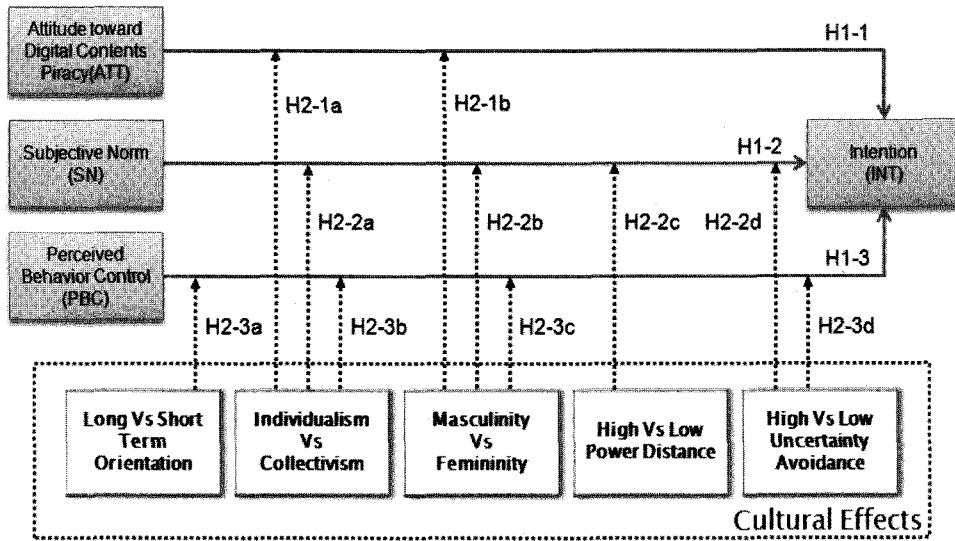 Attitude toward
Digital Contents
Piracy(ATT)
H1-1
H2-1a
H2-1b
Subjective Norm
(SN)
H1-2
Intention
(INT)
H2-2a
H2-2b
H2-2c
H2-2d
Perceived
Behavior Control
(PBC)
H1-3
H2-3a
H2-3b
H2-3c
H2-3d
Long Vs Short
Term
Orientation
Individualism
Vs
Collectivism
Masculinity
Vs
Femininity
High Vs Low
Power Distance
High Vs Low
Uncertainty
Avoidance
Cultural Effects